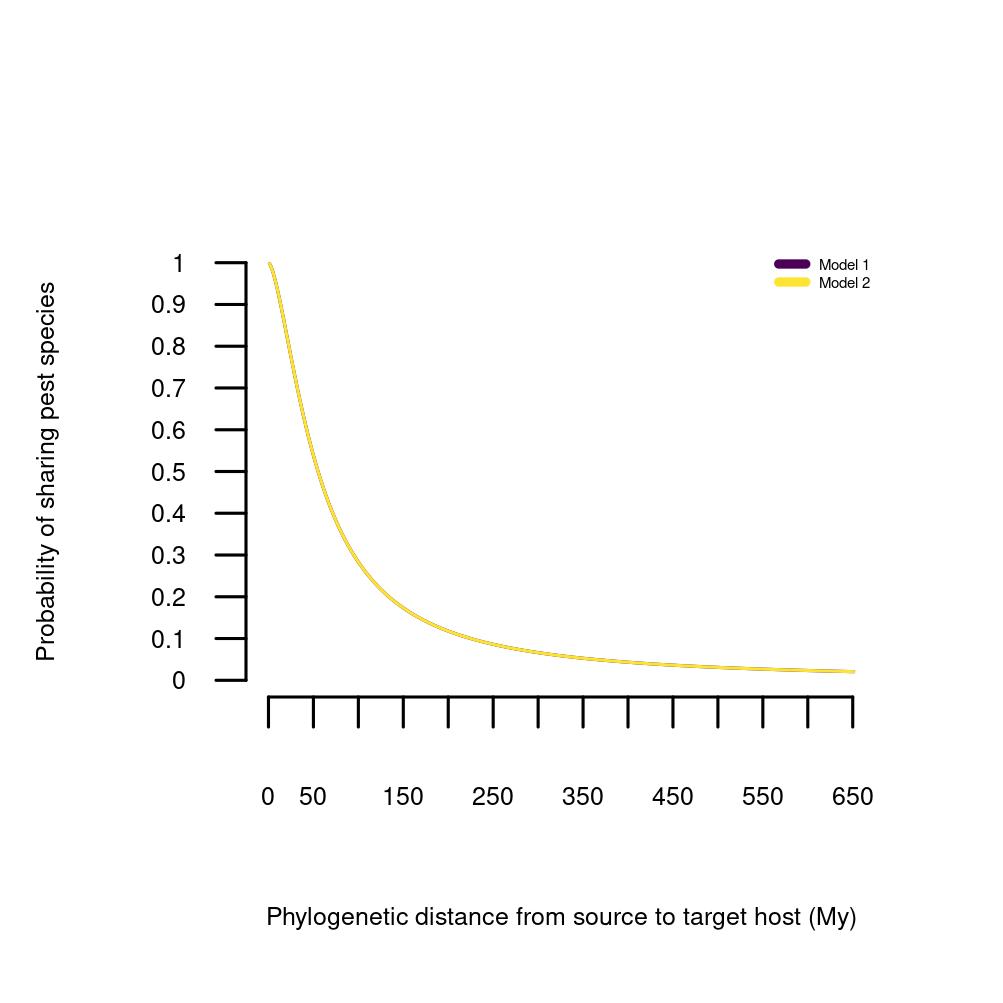 Model 1
Model 2
Probability of sharing pest species
1
0.9
0.8
0.7
0.6
0.5
0.4
0.3
0.2
0.1
0
0 50 150 250 350 450 550 650
Phylogenetic distance from source to target host (My)